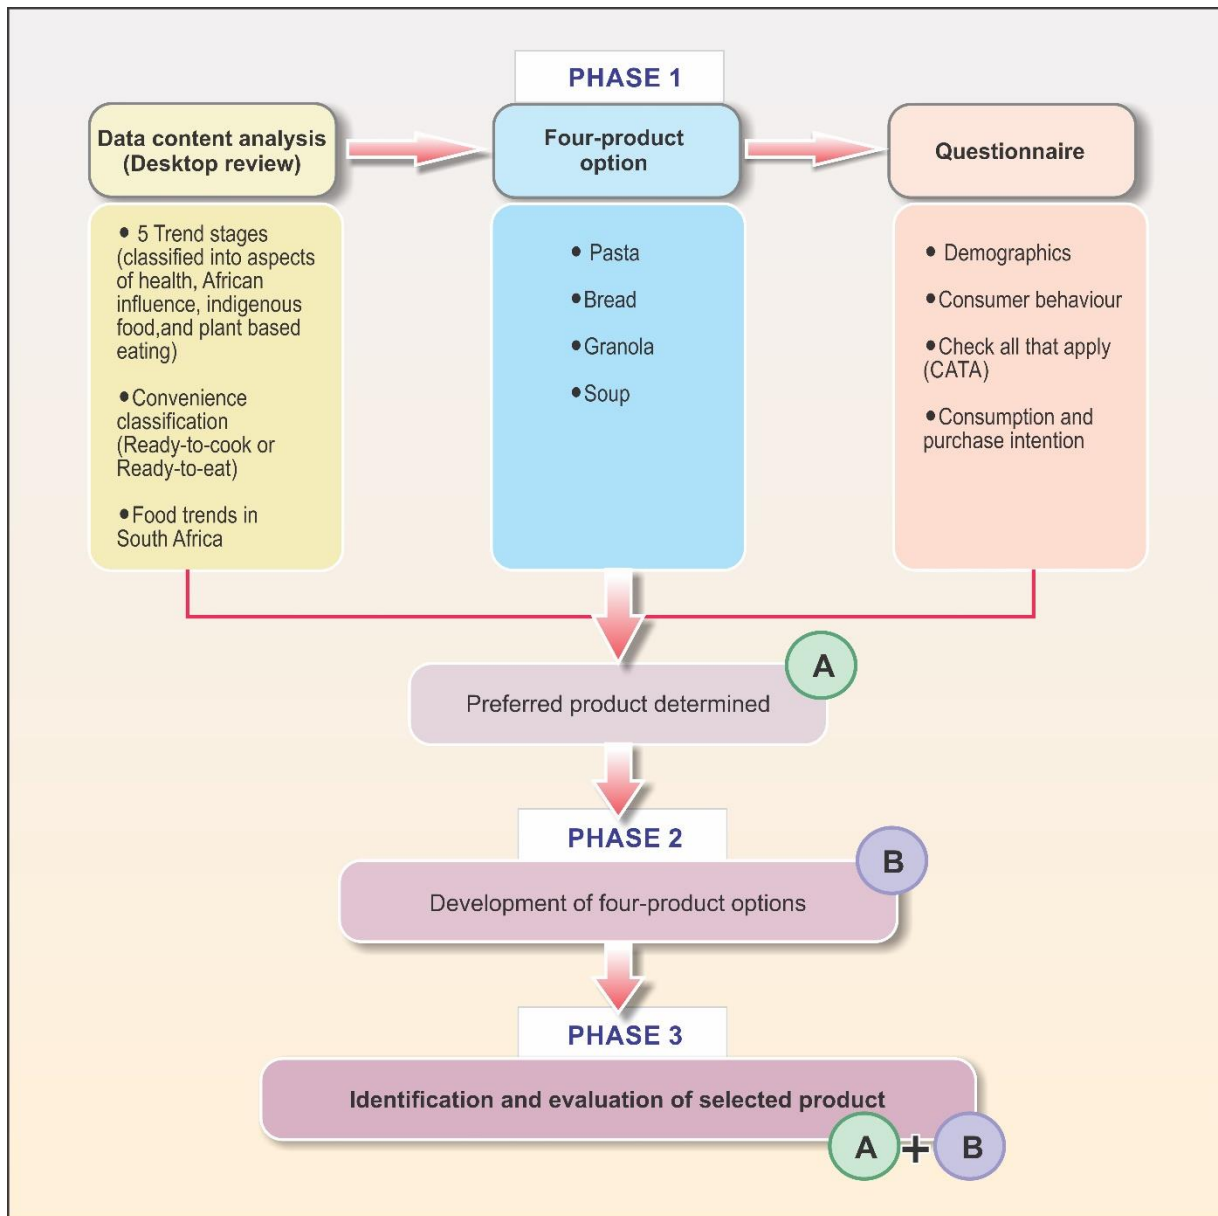 PHASE 1
Data content analysis
(Desktop review)
• 5 Trend stages
(classified into aspects
of health, African
influence, indigenous
food,and plant based
eating)
•Convenience
classification
(Ready-to-cook or
Ready-to-eat)
•Food trends in
South Africa
Four-product
option
• Pasta
•Bread
•Granola
•Soup
Questionnaire
• Demographics
•Consumer behaviour
•Check all that apply
(CATA)
•Consumption and
purchase intention
A
Preferred product determined
PHASE 2
B
Development of four-product options
PHASE 3
Identification and evaluation of selected product
A + B